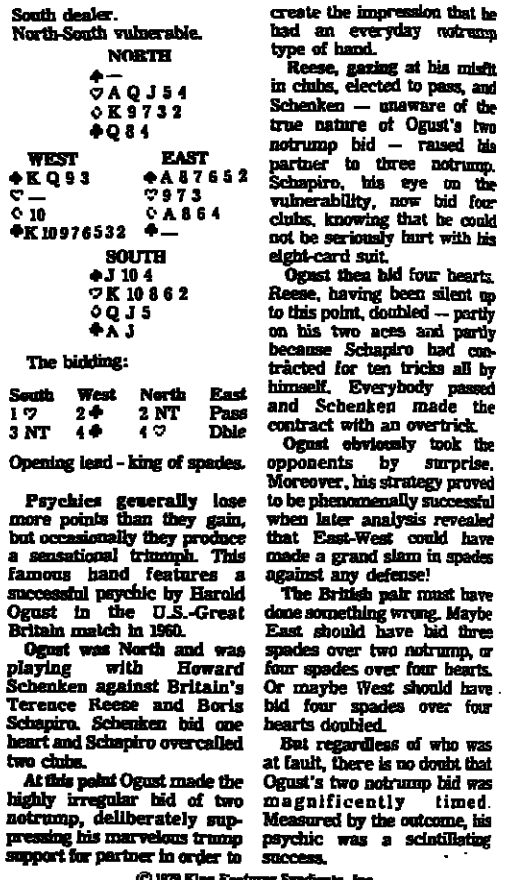 South dealer.
North-South vulnerable.
NORTH
♠ —
♡ A Q J 5 4
◇ K 9 7 3 2
♣ Q 8 4
WEST EAST
♠ K Q 9 3 ♠ A 8 7 6 5 2
♡ — ♡ 9 7 3
◇ 10 ◇ A 8 6 4
♣ K 10 9 7 6 5 3 2 ♣ —
SOUTH
♠ J 10 4
♡ K 10 8 6 2
◇ Q J 5
♣ A J
The bidding:
South West North East
1 ♡ 2 ♣ 2 NT Pass
3 NT 4 ♣ 4 ♡ Dble
Opening lead - king of spades.
Psychics generally lose
more points than they gain,
but occasionally they produce
a sensational triumph. This
famous hand features a
successful psychic by Harold
Ogust in the U.S.-Great
Britain match in 1960.
Ogust was North and was
playing with Howard
Schenken against Britain's
Terence Reese and Boris
Schapiro. Schenken bid one
heart and Schapiro overcalled
two clubs.
At this point Ogust made the
highly irregular bid of two
notrump, deliberately sup-
pressing his marvelous trump
support for partner in order to
create the impression that he
had an everyday notrump
type of hand.
Reese, gazing at his misfit
in clubs, elected to pass, and
Schenken — unaware of the
true nature of Ogust's two
notrump bid — raised his
partner to three notrump.
Schapiro, his eye on the
vulnerability, now bid four
clubs, knowing that he could
not be seriously hurt with his
eight-card suit.
Ogust then bid four hearts.
Reese, having been silent up
to this point, doubled — partly
on his two aces and partly
because Schapiro had con-
tracted for ten tricks all by
himself. Everybody passed
and Schenken made the
contract with an overtrick.
Ogust obviously took the
opponents by surprise.
Moreover, his strategy proved
to be phenomenally successful
when later analysis revealed
that East-West could have
made a grand slam in spades
against any defense!
The British pair must have
done something wrong. Maybe
East should have bid three
spades over two notrump, or
four spades over four hearts.
Or maybe West should have
bid four spades over four
hearts doubled.
But regardless of who was
at fault, there is no doubt that
Ogust's two notrump bid was
magnificently timed.
Measured by the outcome, his
psychic was a scintillating
success.
© 1979 King Features Syndicate, Inc.